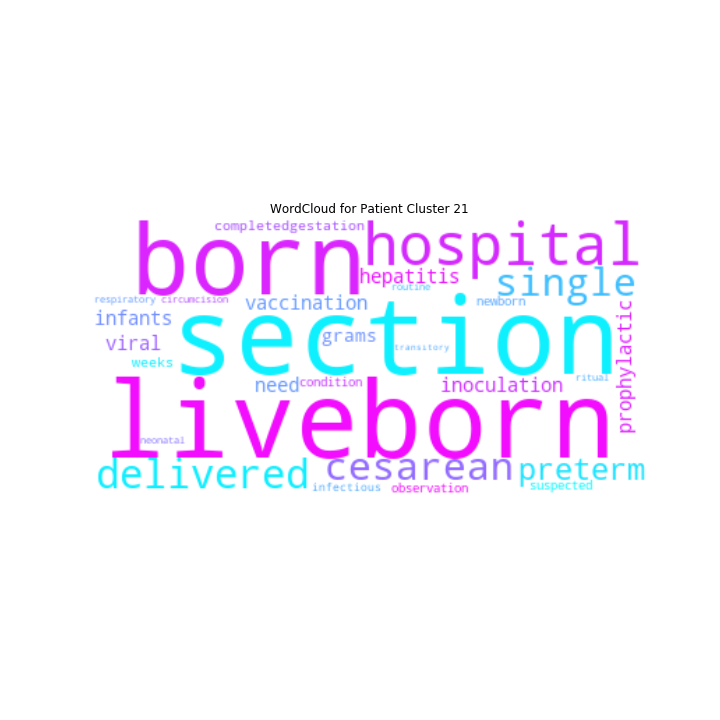 WordCloud for Patient Cluster 21
completedgestation
born
hospital
hepatitis
single
routine
respiratory
circumcision
vaccination
newborn
infants
section
grams
prophylactic
viral
transitory
weeks
need
condition
inoculation
ritual
liveborn
neonatal
delivered
cesarean
preterm
infectious
observation
suspected